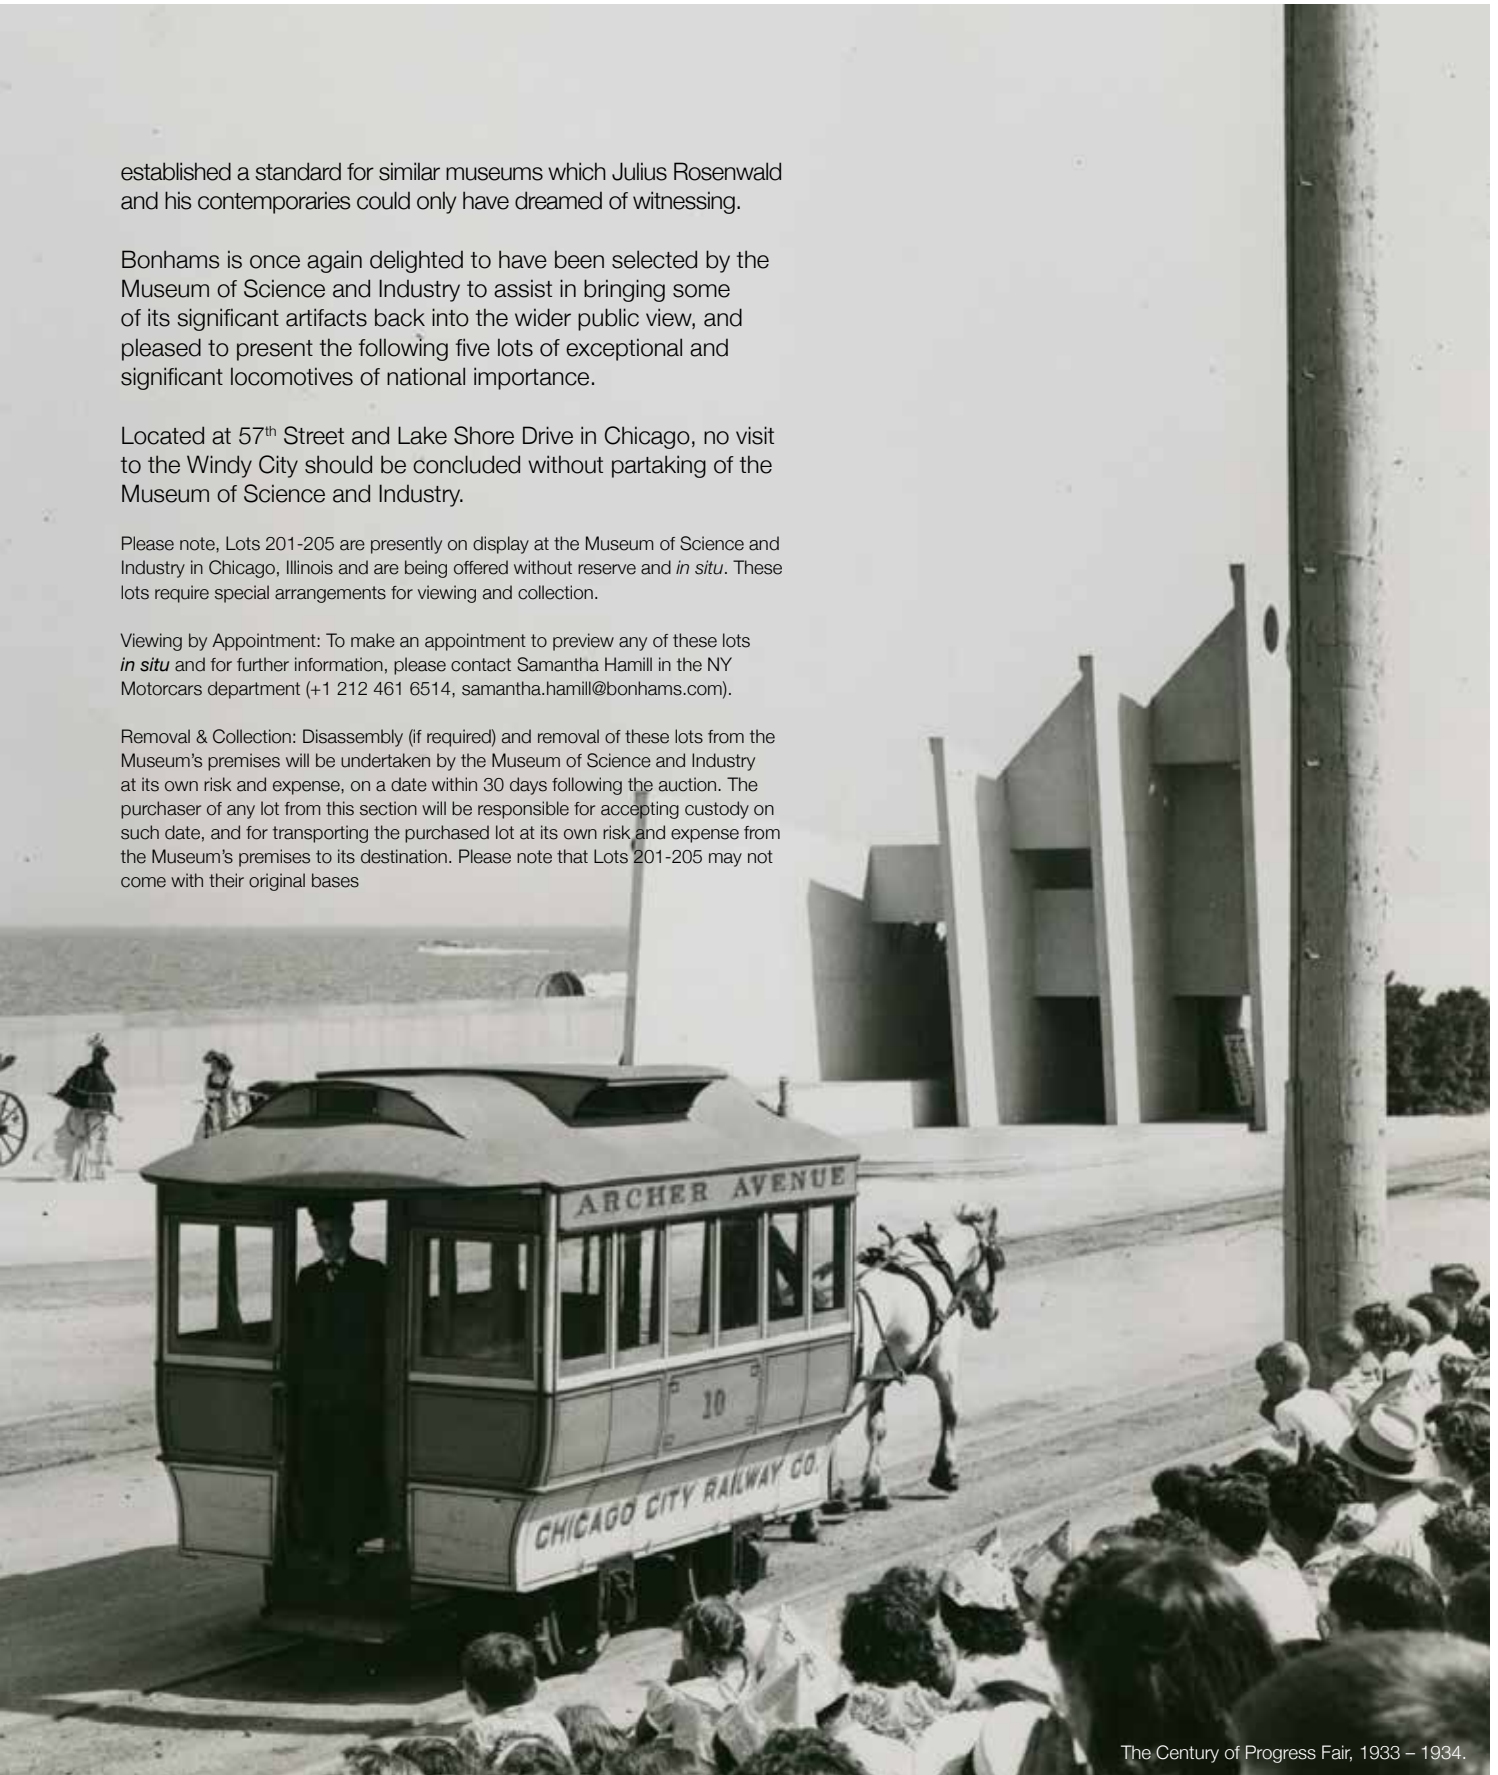 established a standard for similar museums which Julius Rosenwald
and his contemporaries could only have dreamed of witnessing.
Bonhams is once again delighted to have been selected by the
Museum of Science and Industry to assist in bringing some
of its significant artifacts back into the wider public view, and
pleased to present the following five lots of exceptional and
significant locomotives of national importance.
Located at 57th Street and Lake Shore Drive in Chicago, no visit
to the Windy City should be concluded without partaking of the
Museum of Science and Industry.
Please note, Lots 201-205 are presently on display at the Museum of Science and
Industry in Chicago, Illinois and are being offered without reserve and in situ. These
lots require special arrangements for viewing and collection.
Viewing by Appointment: To make an appointment to preview any of these lots
in situ and for further information, please contact Samantha Hamill in the NY
Motorcars department (+1 212 461 6514, samantha.hamill@bonhams.com).
Removal & Collection: Disassembly (if required) and removal of these lots from the
Museum's premises will be undertaken by the Museum of Science and Industry
at its own risk and expense, on a date within 30 days following the auction. The
purchaser of any lot from this section will be responsible for accepting custody on
such date, and for transporting the purchased lot at its own risk and expense from
the Museum's premises to its destination. Please note that Lots 201-205 may not
come with their original bases
ARCHER AVENUE
10
CHICAGO CITY RAILWAY CO.
The Century of Progress Fair, 1933 – 1934.